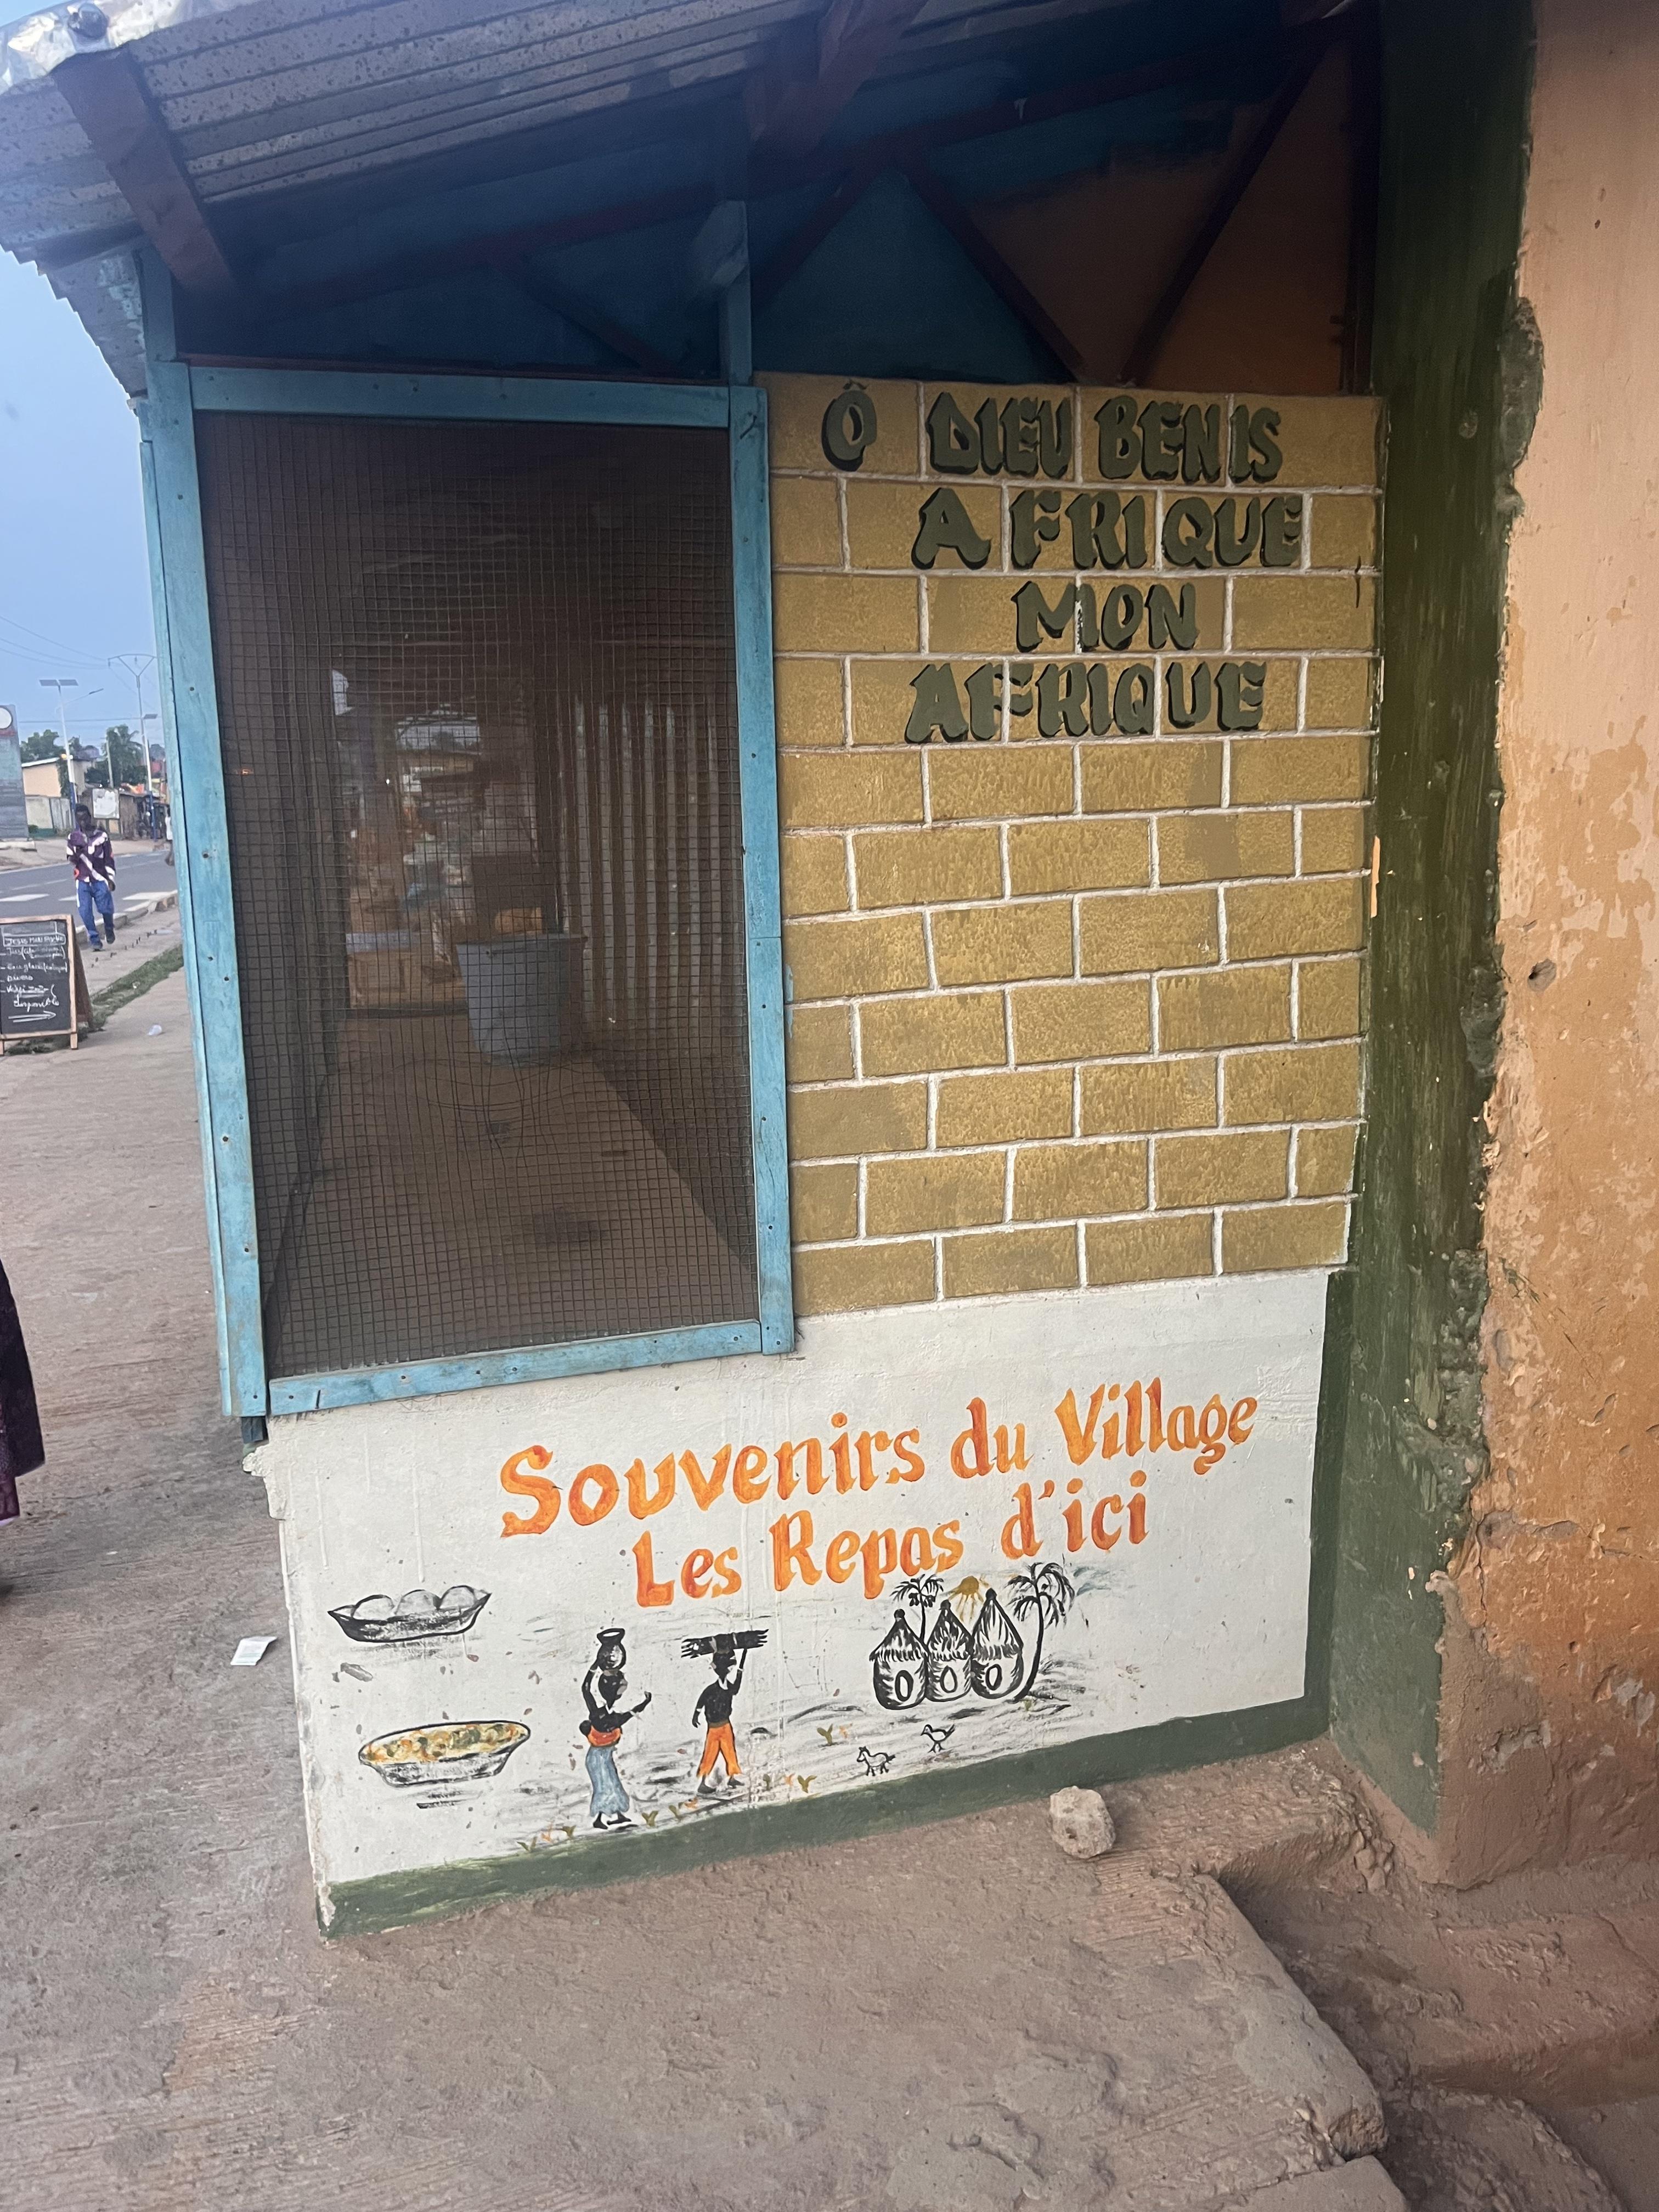 Ô DIEU BENIS
AFRIQUE
MON
AFRIQUE
Souvenirs du Village
Les Repas d'ici